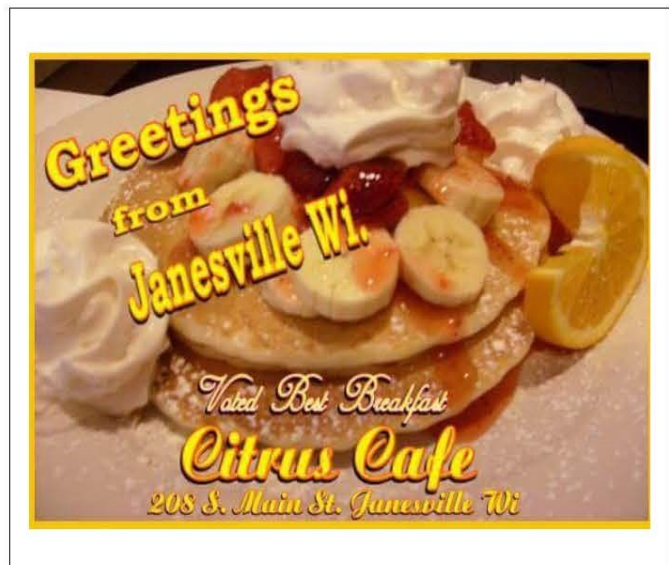 Greetings
from
Janesville Wi.
Voted Best Breakfast
Citrus Cafe
208 S. Main St. Janesville Wi